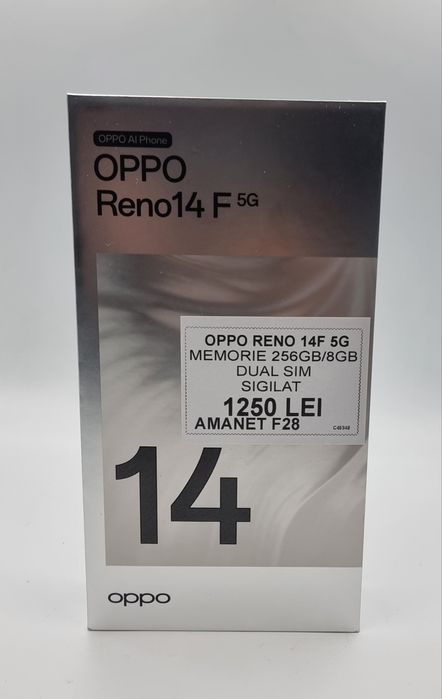 OPPO AI Phone
OPPO
Reno14 F 5G
OPPO RENO 14F 5G
MEMORIE 256GB/8GB
DUAL SIM
SIGILAT
1250 LEI
AMANET F28
14
oppo